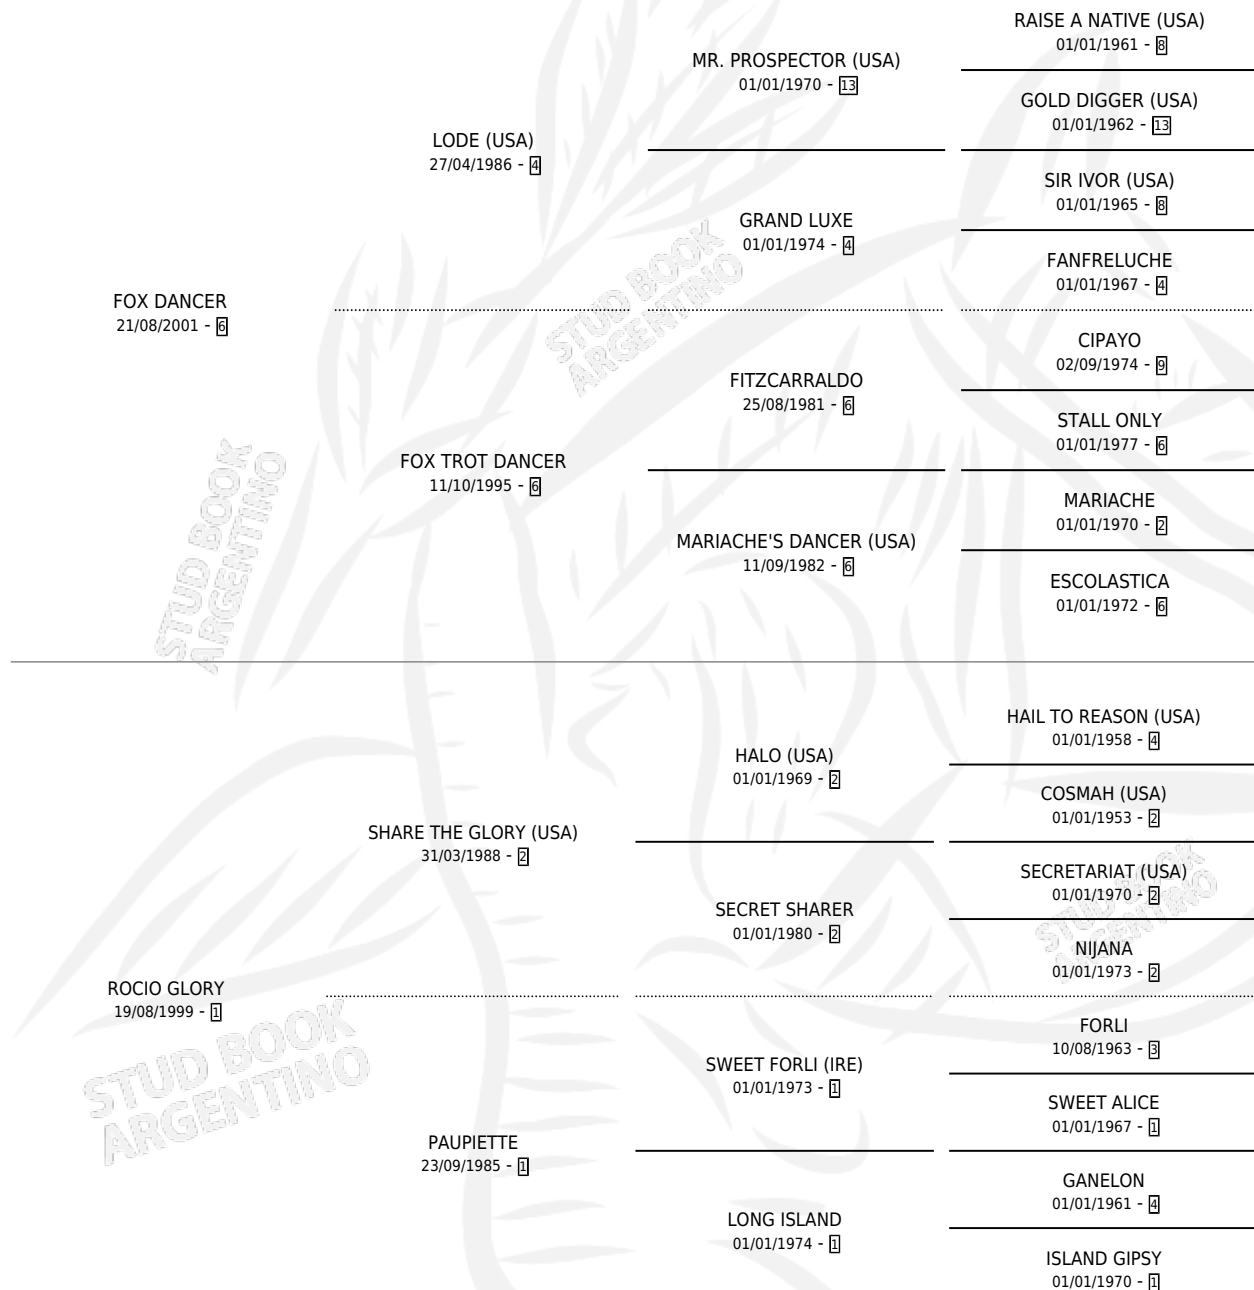 RAISE A NATIVE (USA)
01/01/1961 - 8
MR. PROSPECTOR (USA)
01/01/1970 - 13
GOLD DIGGER (USA)
01/01/1962 - 13
LODE (USA)
27/04/1986 - 4
SIR IVOR (USA)
01/01/1965 - 8
GRAND LUXE
01/01/1974 - 4
FANFRELUCHE
01/01/1967 - 4
FOX DANCER
21/08/2001 - 6
CIPAYO
02/09/1974 - 9
FITZCARRALDO
25/08/1981 - 6
STALL ONLY
01/01/1977 - 6
FOX TROT DANCER
11/10/1995 - 6
MARIACHE
01/01/1970 - 2
MARIACHE'S DANCER (USA)
11/09/1982 - 6
ESCOLASTICA
01/01/1972 - 6
HAIL TO REASON (USA)
01/01/1958 - 4
HALO (USA)
01/01/1969 - 2
COSMAH (USA)
01/01/1953 - 2
SHARE THE GLORY (USA)
31/03/1988 - 2
SECRETARIAT (USA)
01/01/1970 - 2
SECRET SHARER
01/01/1980 - 2
NIJANA
01/01/1973 - 2
ROCIO GLORY
19/08/1999 - 1
FORLI
10/08/1963 - 3
SWEET FORLI (IRE)
01/01/1973 - 1
SWEET ALICE
01/01/1967 - 1
PAUPIETTE
23/09/1985 - 1
GANELON
01/01/1961 - 4
LONG ISLAND
01/01/1974 - 1
ISLAND GIPSY
01/01/1970 - 1
STUD BOOK
ARGENTINO
STUD BOOK
ARGENTINO
STUD BOOK
ARGENTINO
STUD BOOK
ARGENTINO